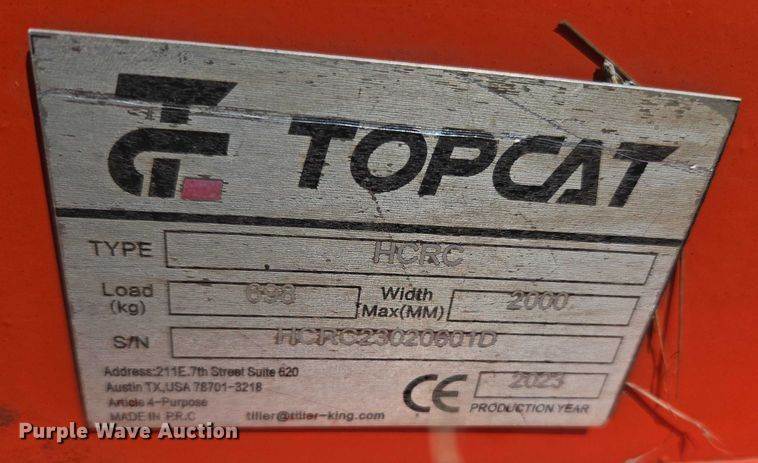 TC TOPCAT
TYPE HCRC
Load (kg) 698 Width Max(MM) 2000
S/N HCRC23020601D
Address:211E.7th Street Suite 620
Austin TX,USA 78701-3218
Article 4-Purpose
MADE IN P.R.C tiller@tiller-king.com
CE 2023
PRODUCTION YEAR
Purple Wave Auction